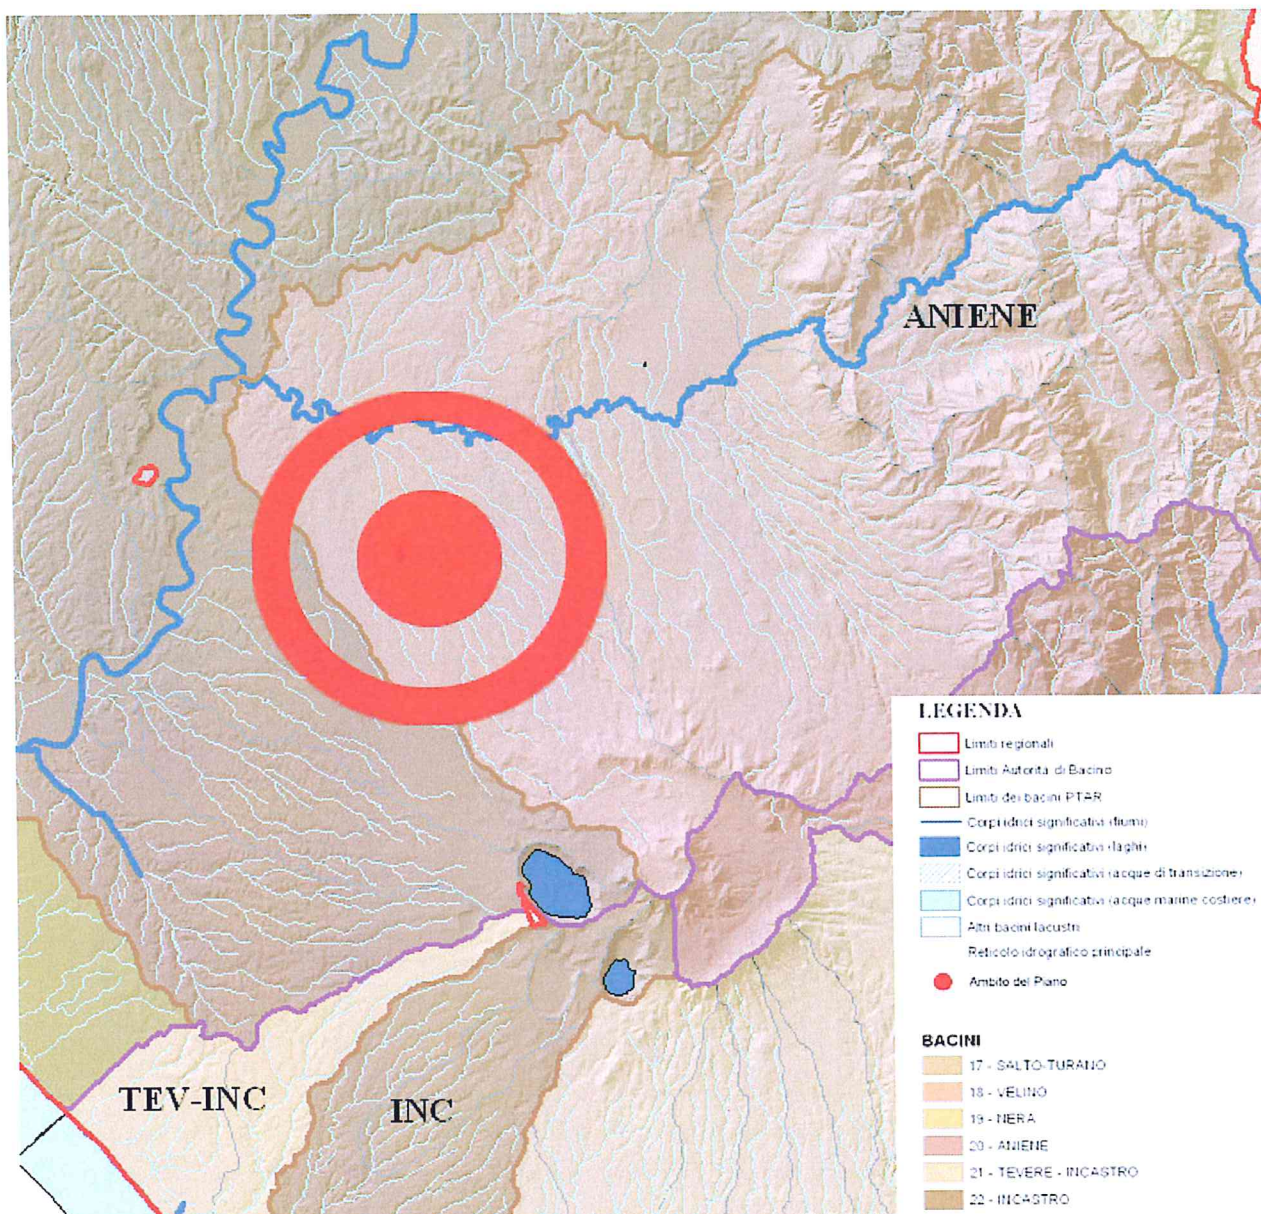 ANIENE
LEGENDA
Limiti regionali
Limiti Autorità di Bacino
Limiti dei bacini PTAR
Corpi idrici significativi (fiumi)
Corpi idrici significativi (laghi)
Corpi idrici significativi (acque di transizione)
Corpi idrici significativi (acque marine costiere)
Altri bacini lacustri
Reticolo idrografico principale
Ambito del Piano
BACINI
17 - SALTO-TURANO
18 - VELINO
19 - NERA
20 - ANIENE
21 - TEVERE - INCASTRO
22 - INCASTRO
TEV-INC
INC